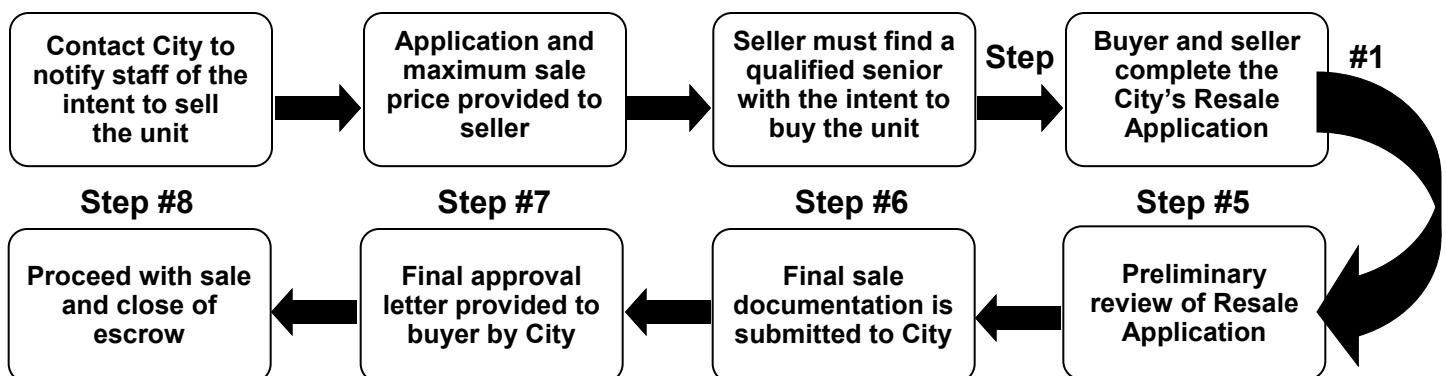 Contact City to
notify staff of the
intent to sell
the unit
Application and
maximum sale
price provided to
seller
Seller must find a
qualified senior
with the intent to
buy the unit
Step
Buyer and seller
complete the
City’s Resale
Application
#1
Step #8
Step #7
Step #6
Step #5
Proceed with sale
and close of
escrow
Final approval
letter provided to
buyer by City
Final sale
documentation is
submitted to City
Preliminary
review of Resale
Application